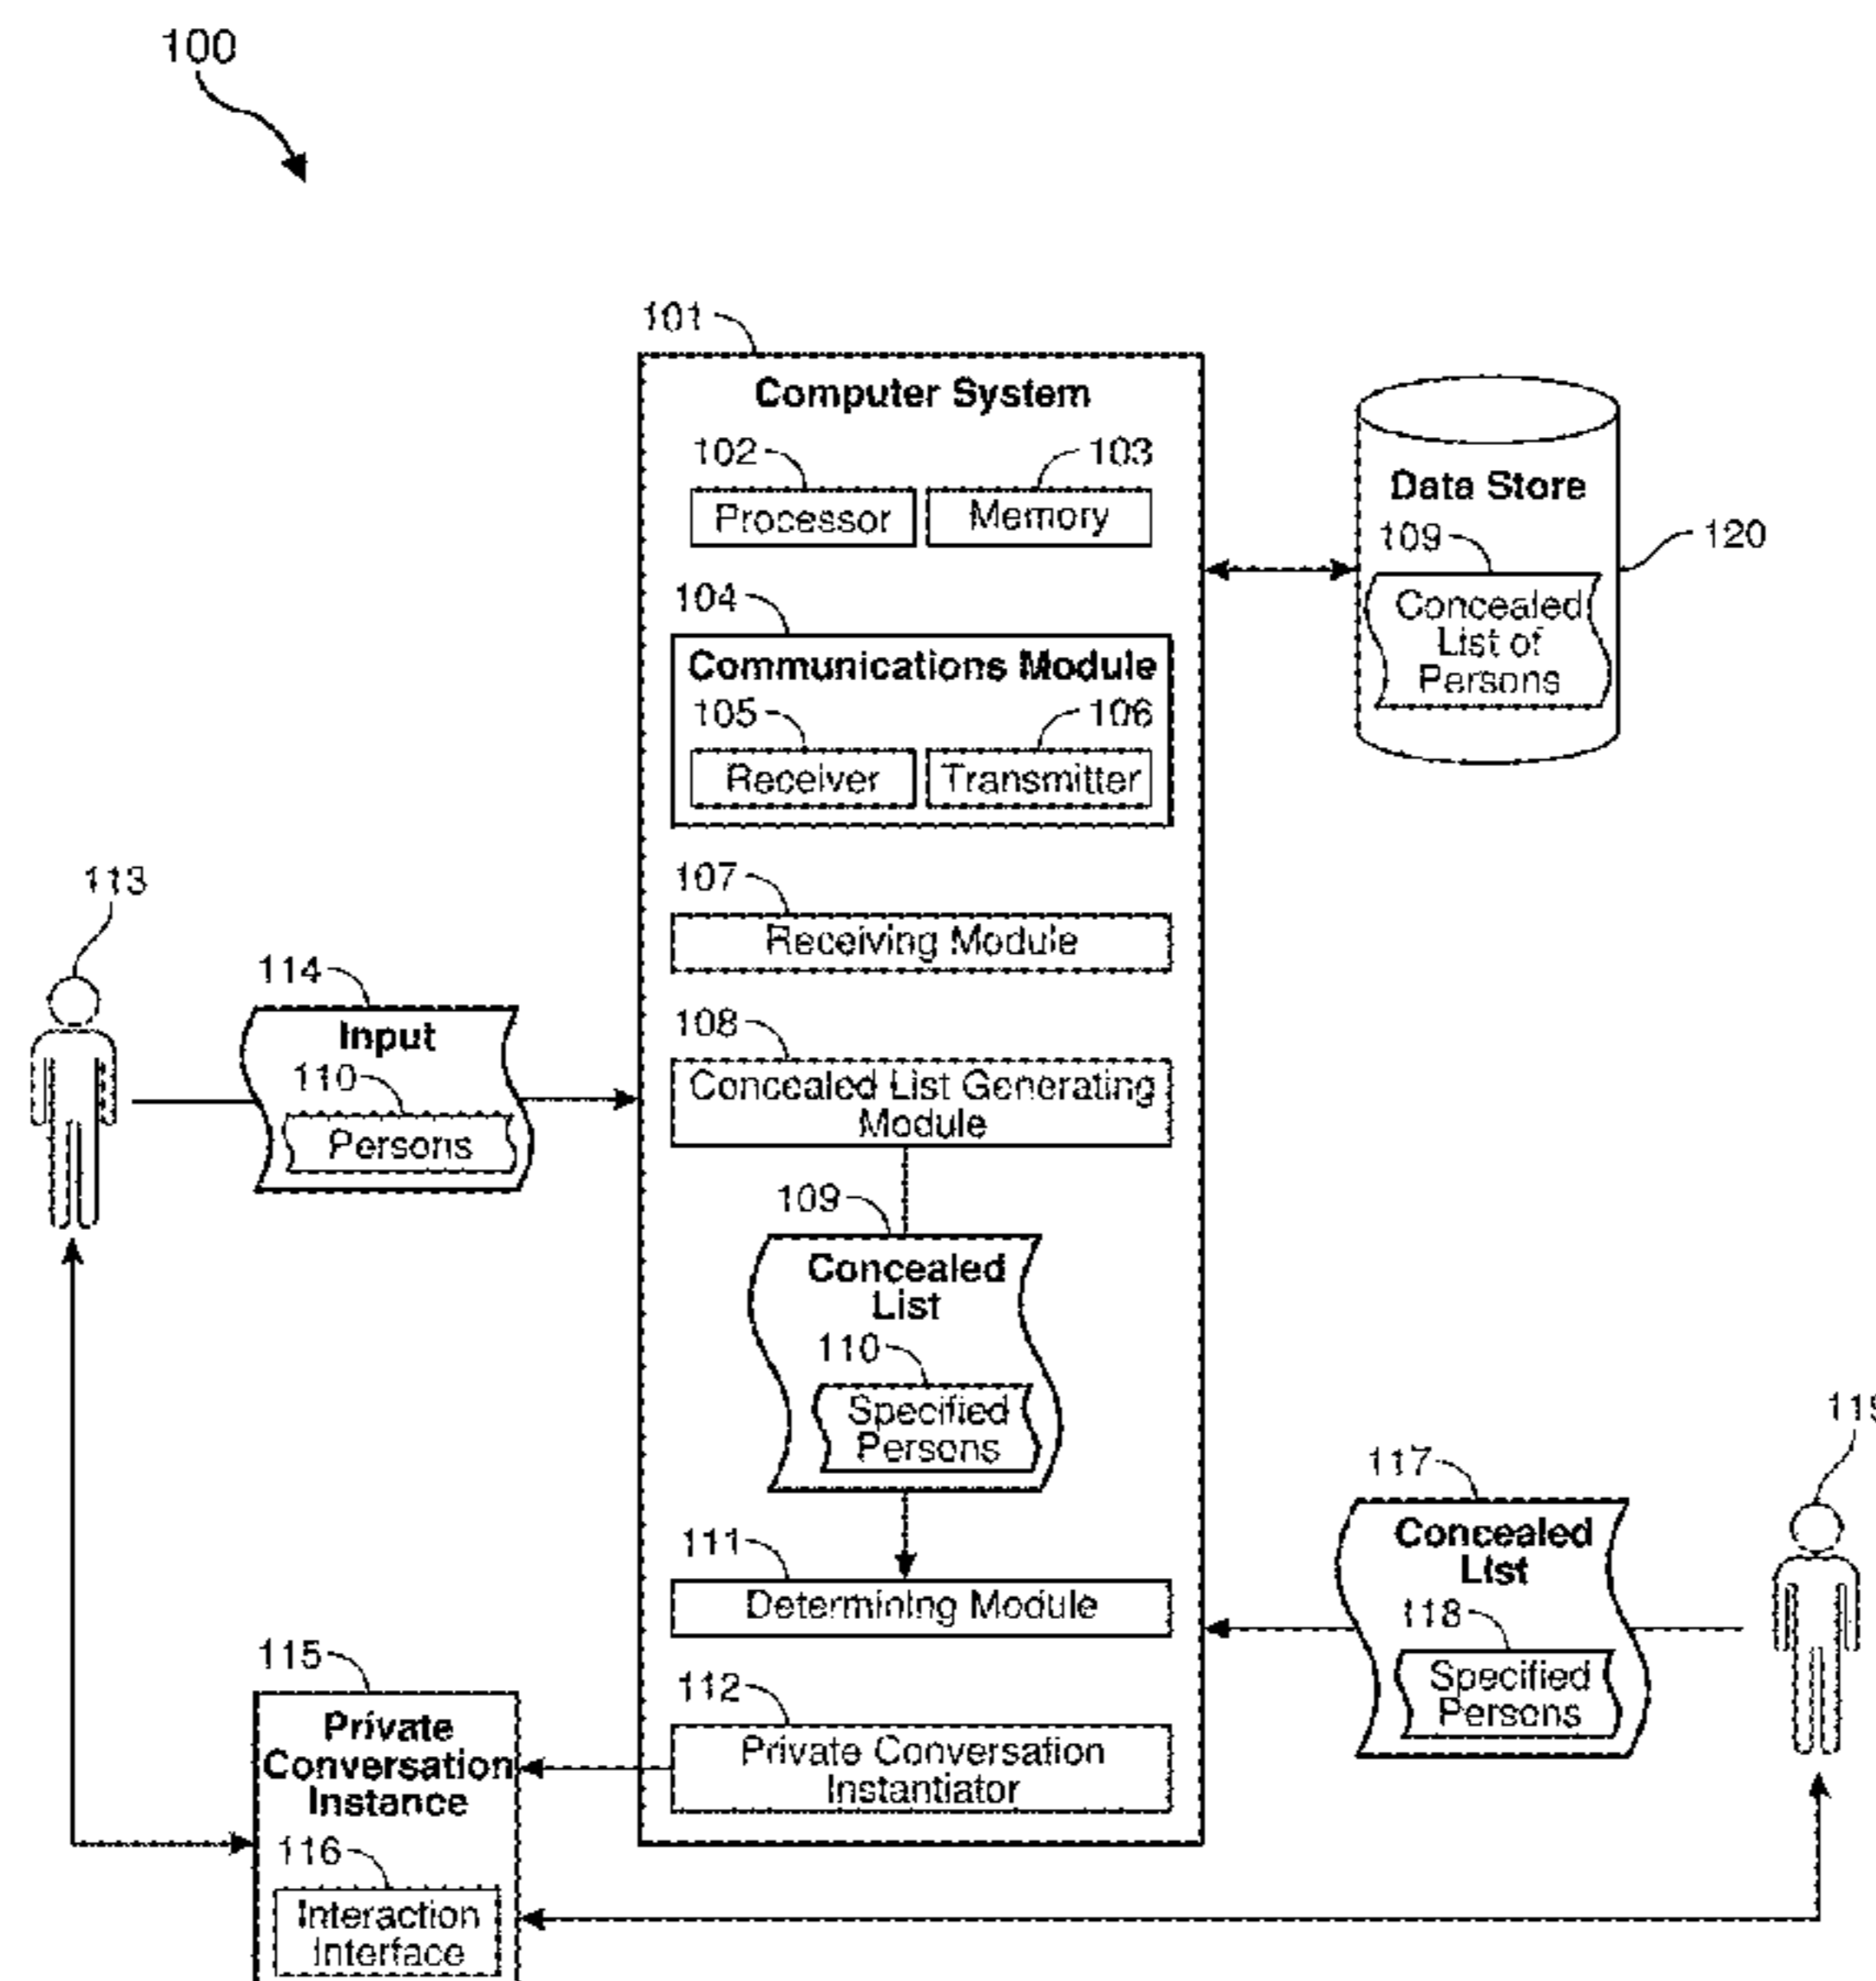 100
101
Computer System
102
103
Processor
Memory
Data Store
109
120
Concealed
List of
Persons
104
Communications Module
105
106
Receiver
Transmitter
107
Receiving Module
113
114
Input
110
Persons
108
Concealed List Generating
Module
109
Concealed
List
110
Specified
Persons
117
Concealed
List
118
Specified
Persons
111
Determining Module
115
Private
Conversation
Instance
112
Private Conversation
Instantiator
116
Interaction
Interface